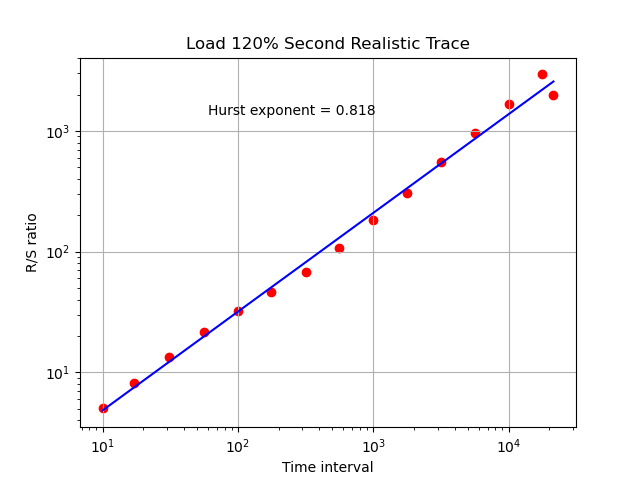 Load 120% Second Realistic Trace
Hurst exponent = 0.818
R/S ratio
10³
10²
10¹
10¹ 10² 10³ 10⁴
Time interval